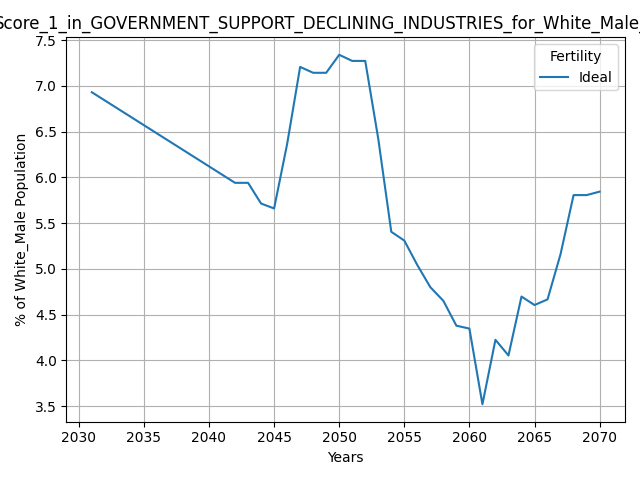 Score_1_in_GOVERNMENT_SUPPORT_DECLINING_INDUSTRIES_for_White_Male_
Fertility
Ideal
% of White_Male Population
7.5
7.0
6.5
6.0
5.5
5.0
4.5
4.0
3.5
2030 2035 2040 2045 2050 2055 2060 2065 2070
Years